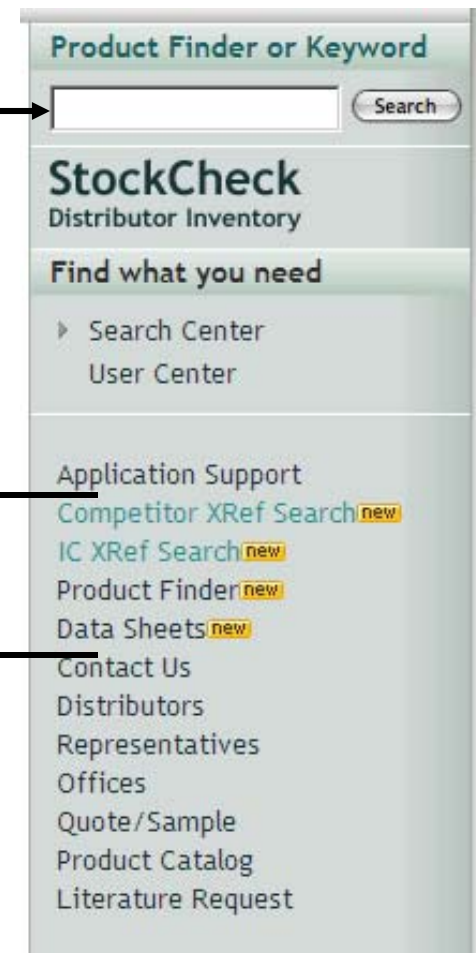 Product Finder or Keyword
Search
StockCheck
Distributor Inventory
Find what you need
Search Center
User Center
Application Support
Competitor XRef Search new
IC XRef Search new
Product Finder new
Data Sheets new
Contact Us
Distributors
Representatives
Offices
Quote/Sample
Product Catalog
Literature Request